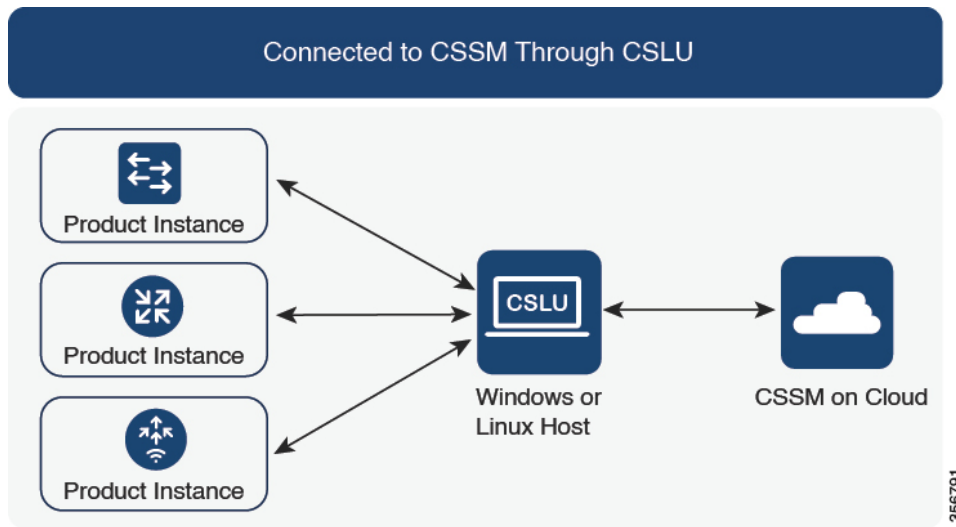 Connected to CSSM Through CSLU
Product Instance
Product Instance
Product Instance
CSLU
Windows or
Linux Host
CSSM on Cloud
356791